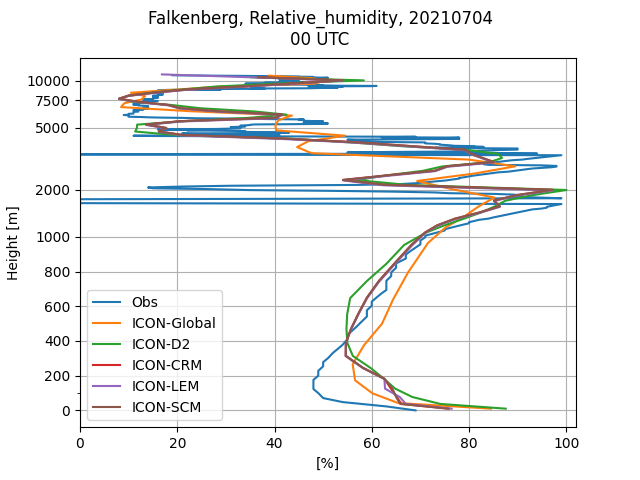 Falkenberg, Relative_humidity, 20210704
00 UTC
10000
7500
5000
2000
1000
800
600
400
200
0
Height [m]
Obs
ICON-Global
ICON-D2
ICON-CRM
ICON-LEM
ICON-SCM
0 20 40 60 80 100
[%]